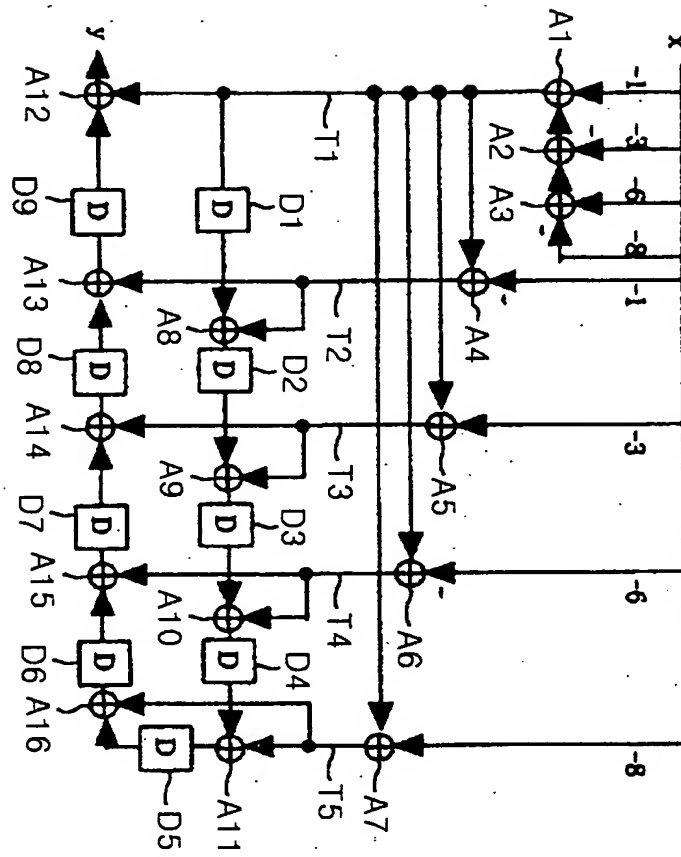 x
-1 -3 -6 -8 -1 -3 -6 -8
A1 A2 A3
A4 A5 A6 A7
T1 T2 T3 T4 T5
D1 D2 D3 D4
D D D D
A8 A9 A10 A11
D5
D
D D D D
y
A12 D9 A13 D8 A14 D7 A15 D6 A16